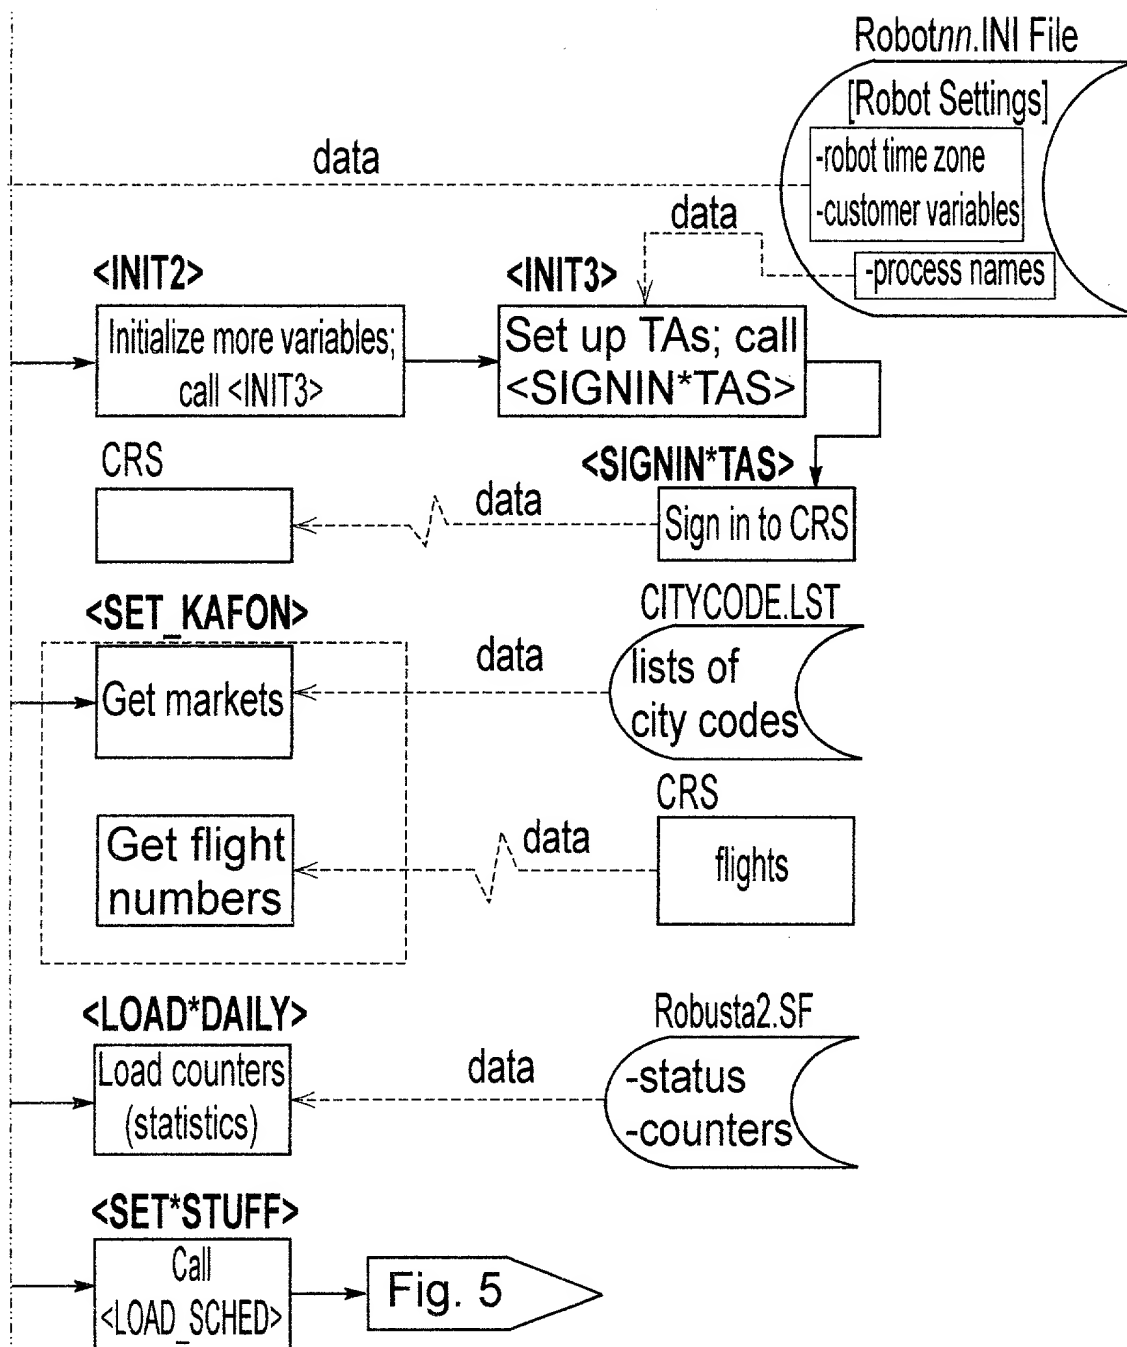 Robotnn.INI File
[Robot Settings]
-robot time zone
-customer variables
-process names
data
data
<INIT2>
Initialize more variables;
call <INIT3>
<INIT3>
Set up TAs; call
<SIGNIN*TAS>
CRS
data
<SIGNIN*TAS>
Sign in to CRS
<SET_KAFON>
Get markets
data
CITYCODE.LST
lists of
city codes
Get flight
numbers
data
CRS
flights
<LOAD*DAILY>
Load counters
(statistics)
data
Robusta2.SF
-status
-counters
<SET*STUFF>
Call
<LOAD_SCHED>
Fig. 5